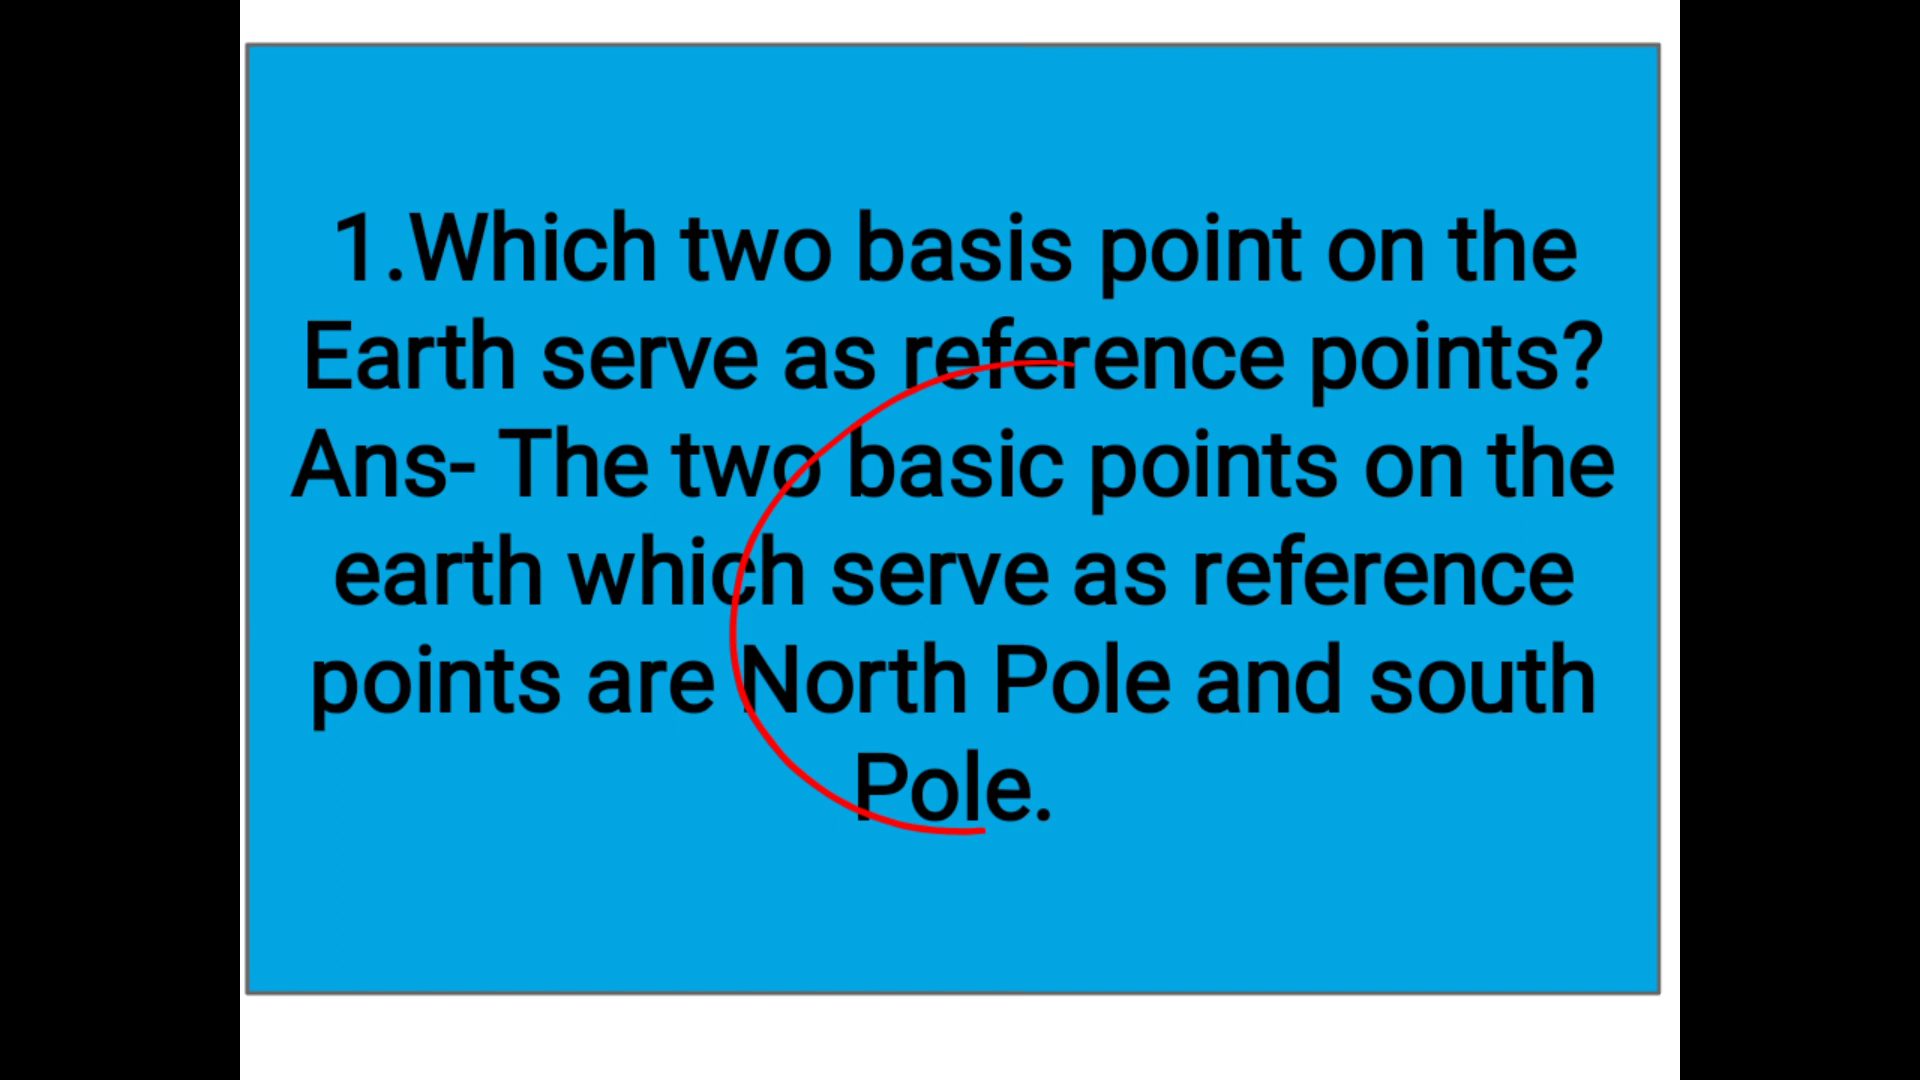 1.Which two basis point on the
Earth serve as reference points?
Ans- The two basic points on the
earth which serve as reference
points are North Pole and south
Pole.